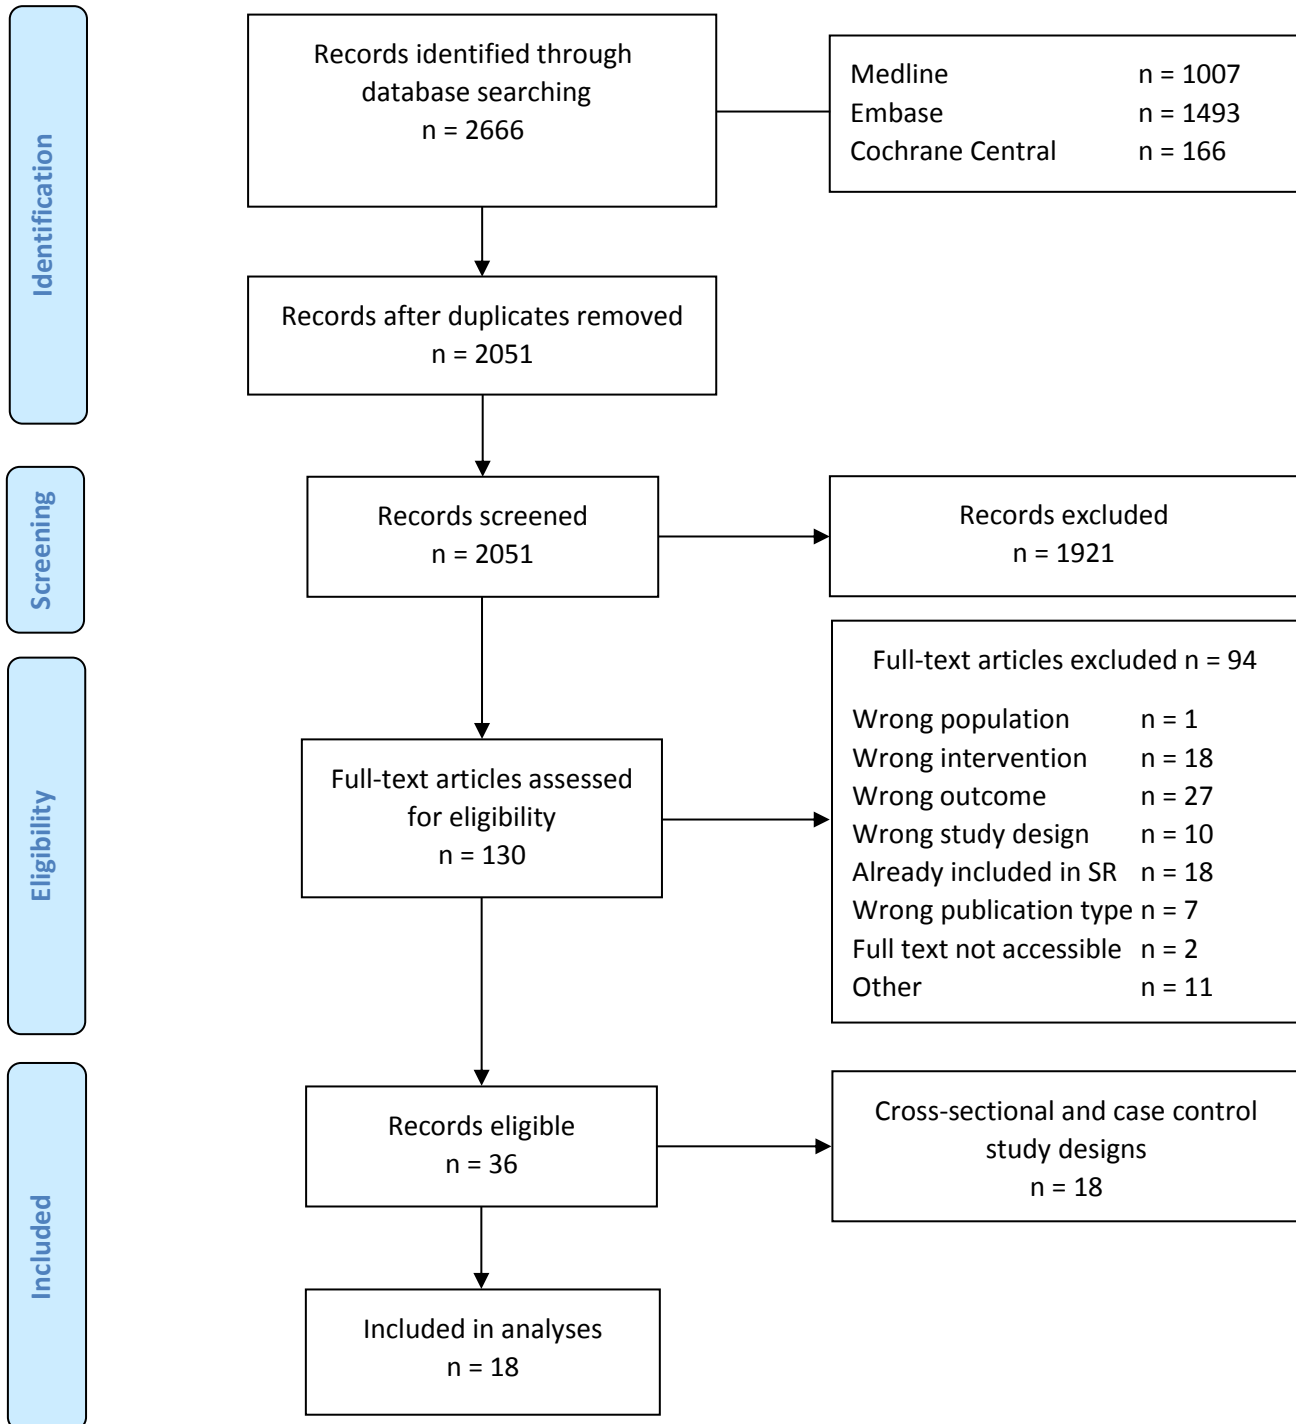 Identification
Records identified through
database searching
n = 2666
Medline n = 1007
Embase n = 1493
Cochrane Central n = 166
Records after duplicates removed
n = 2051
Screening
Records screened
n = 2051
Records excluded
n = 1921
Eligibility
Full-text articles assessed
for eligibility
n = 130
Full-text articles excluded n = 94
Wrong population n = 1
Wrong intervention n = 18
Wrong outcome n = 27
Wrong study design n = 10
Already included in SR n = 18
Wrong publication type n = 7
Full text not accessible n = 2
Other n = 11
Included
Records eligible
n = 36
Cross-sectional and case control
study designs
n = 18
Included in analyses
n = 18